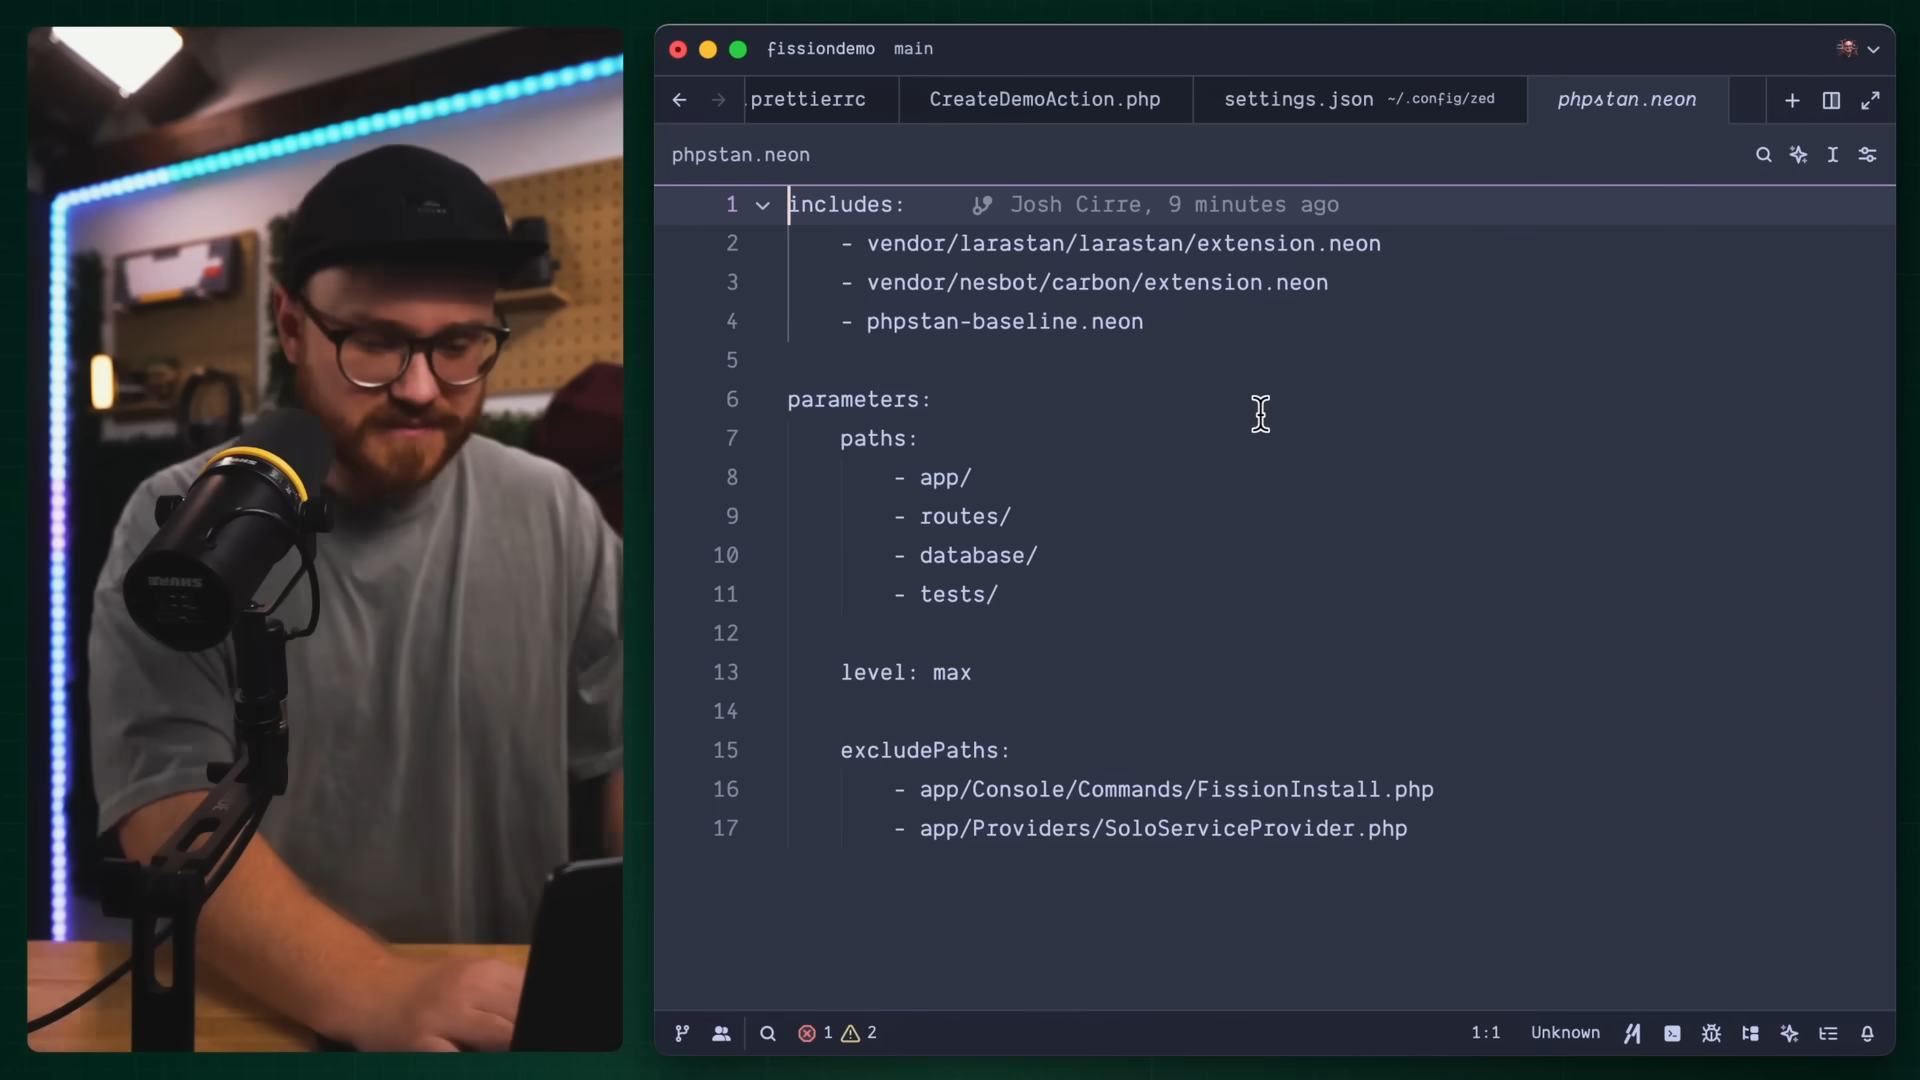 fissiondemo main
.prettierrc CreateDemoAction.php settings.json ~/.config/zed phpstan.neon
phpstan.neon
1 includes: Josh Cirre, 9 minutes ago
2 - vendor/larastan/larastan/extension.neon
3 - vendor/nesbot/carbon/extension.neon
4 - phpstan-baseline.neon
5
6 parameters:
7 paths:
8 - app/
9 - routes/
10 - database/
11 - tests/
12
13 level: max
14
15 excludePaths:
16 - app/Console/Commands/FissionInstall.php
17 - app/Providers/SoloServiceProvider.php
1 2 1:1 Unknown
SHURE